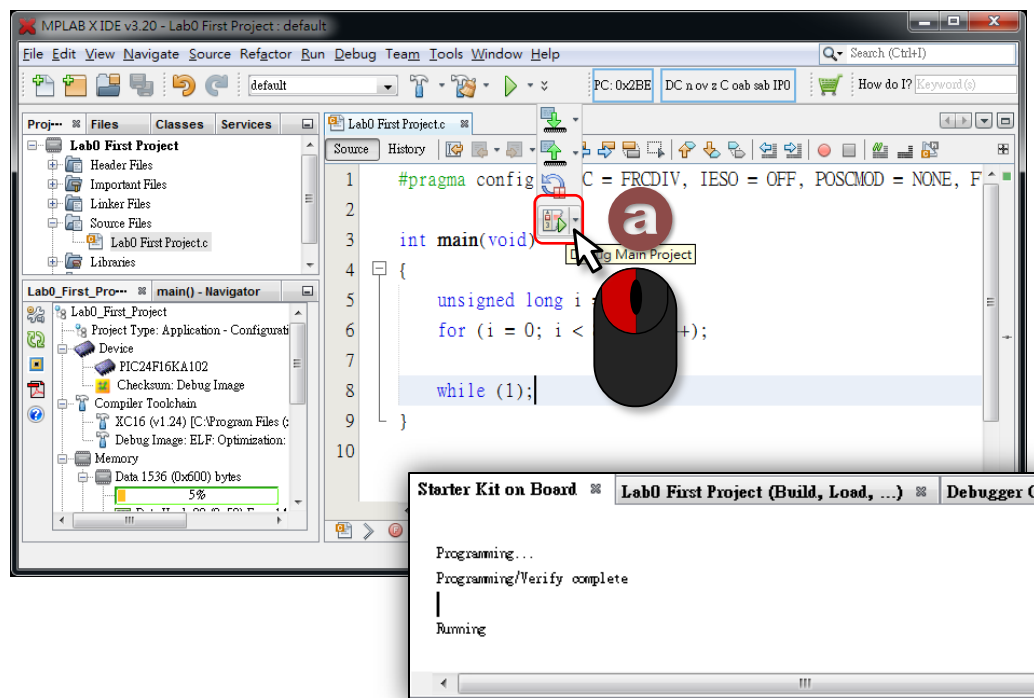 MPLAB X IDE v3.20 - Lab0 First Project : default
File Edit View Navigate Source Refactor Run Debug Team Tools Window Help
Search (Ctrl+I)
default
PC: 0x2BE
DC n ov z C oab sab IP0
How do I?
Keyword(s)
Proj...
Files
Classes
Services
Lab0 First Project
Header Files
Important Files
Linker Files
Source Files
Lab0 First Project.c
Libraries
Lab0 First Project.c
Source
History
1 #pragma config C = FRCDIV, IESO = OFF, POSCMOD = NONE, F
2
3 int main(void)
a
Main Project
4 {
5 unsigned long i
6 for (i = 0; i < +);
7
8 while (1);
9 }
10
Lab0_First_Pro...
main() - Navigator
Lab0_First_Project
Project Type: Application - Configurati
Device
PIC24F16KA102
Checksum: Debug Image
Compiler Toolchain
XC16 (v1.24) [C:\Program Files (
Debug Image: ELF: Optimization:
Memory
Data 1536 (0x600) bytes
5%
Starter Kit on Board
Lab0 First Project (Build, Load, ...)
Debugger
Programming...
Programming/Verify complete
Running